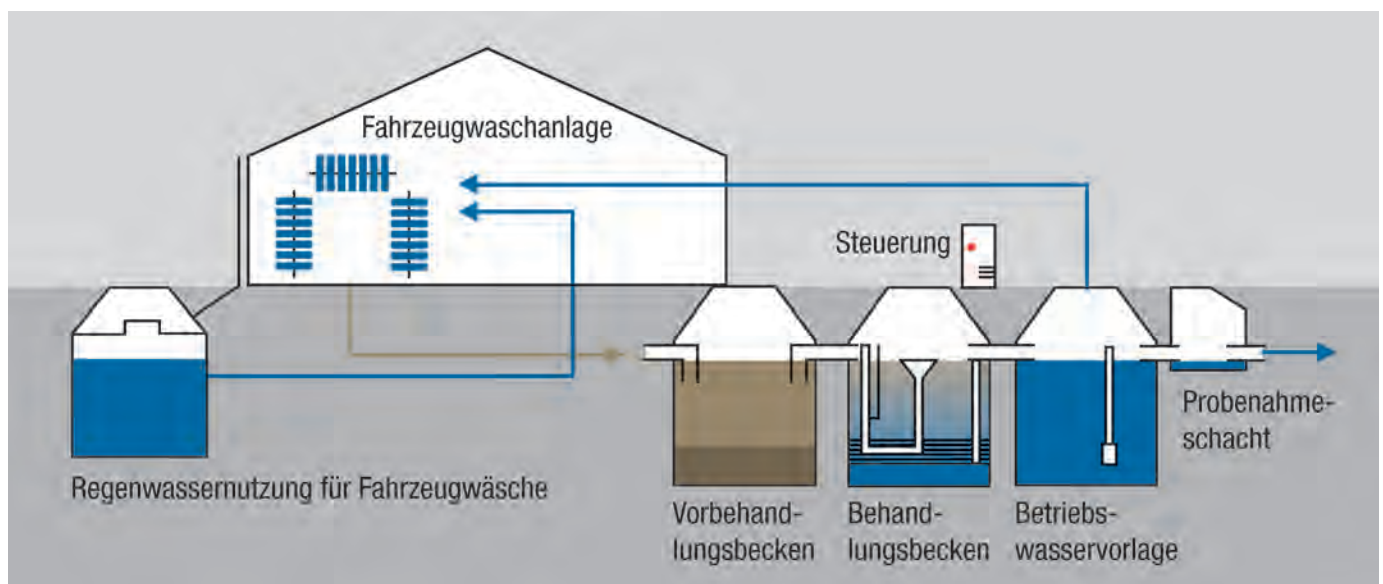 Fahrzeugwaschanlage
Steuerung
Probenahme-
schacht
Regenwassernutzung für Fahrzeugwäsche
Vorbehand-
lungsbecken
Behand-
lungsbecken
Betriebs-
wasservorlage